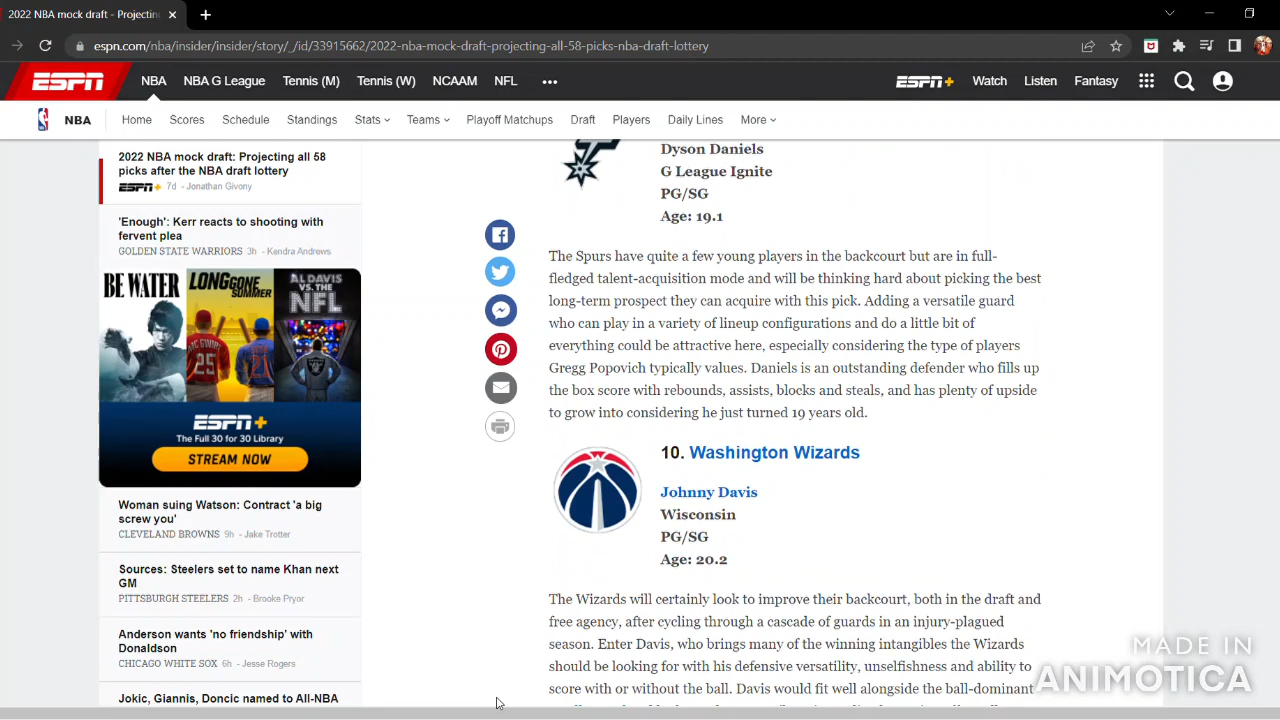 2022 NBA mock draft - Projecting
espn.com/nba/insider/insider/story/_/id/33915662/2022-nba-mock-draft-projecting-all-58-picks-nba-draft-lottery
ESPN NBA NBA G League Tennis (M) Tennis (W) NCAAM NFL ••• ESPN+ Watch Listen Fantasy
NBA Home Scores Schedule Standings Stats Teams Playoff Matchups Draft Players Daily Lines More
2022 NBA mock draft: Projecting all 58
picks after the NBA draft lottery
ESPN+ 7d - Jonathan Givony
'Enough': Kerr reacts to shooting with
fervent plea
GOLDEN STATE WARRIORS 3h - Kendra Andrews
BE WATER
LONG GONE
SUMMER
AL DAVIS
VS. THE
NFL
MC GWIRE
25
ESPN+
The Full 30 for 30 Library
STREAM NOW
Woman suing Watson: Contract 'a big
screw you'
CLEVELAND BROWNS 9h - Jake Trotter
Sources: Steelers set to name Khan next
GM
PITTSBURGH STEELERS 2h - Brooke Pryor
Anderson wants 'no friendship' with
Donaldson
CHICAGO WHITE SOX 6h - Jesse Rogers
Jokic, Giannis, Doncic named to All-NBA
Dyson Daniels
G League Ignite
PG/SG
Age: 19.1
The Spurs have quite a few young players in the backcourt but are in full-
fledged talent-acquisition mode and will be thinking hard about picking the best
long-term prospect they can acquire with this pick. Adding a versatile guard
who can play in a variety of lineup configurations and do a little bit of
everything could be attractive here, especially considering the type of players
Gregg Popovich typically values. Daniels is an outstanding defender who fills up
the box score with rebounds, assists, blocks and steals, and has plenty of upside
to grow into considering he just turned 19 years old.
10. Washington Wizards
Johnny Davis
Wisconsin
PG/SG
Age: 20.2
The Wizards will certainly look to improve their backcourt, both in the draft and
free agency, after cycling through a cascade of guards in an injury-plagued
season. Enter Davis, who brings many of the winning intangibles the Wizards
should be looking for with his defensive versatility, unselfishness and ability to
score with or without the ball. Davis would fit well alongside the ball-dominant
MADE IN
ANIMOTICA